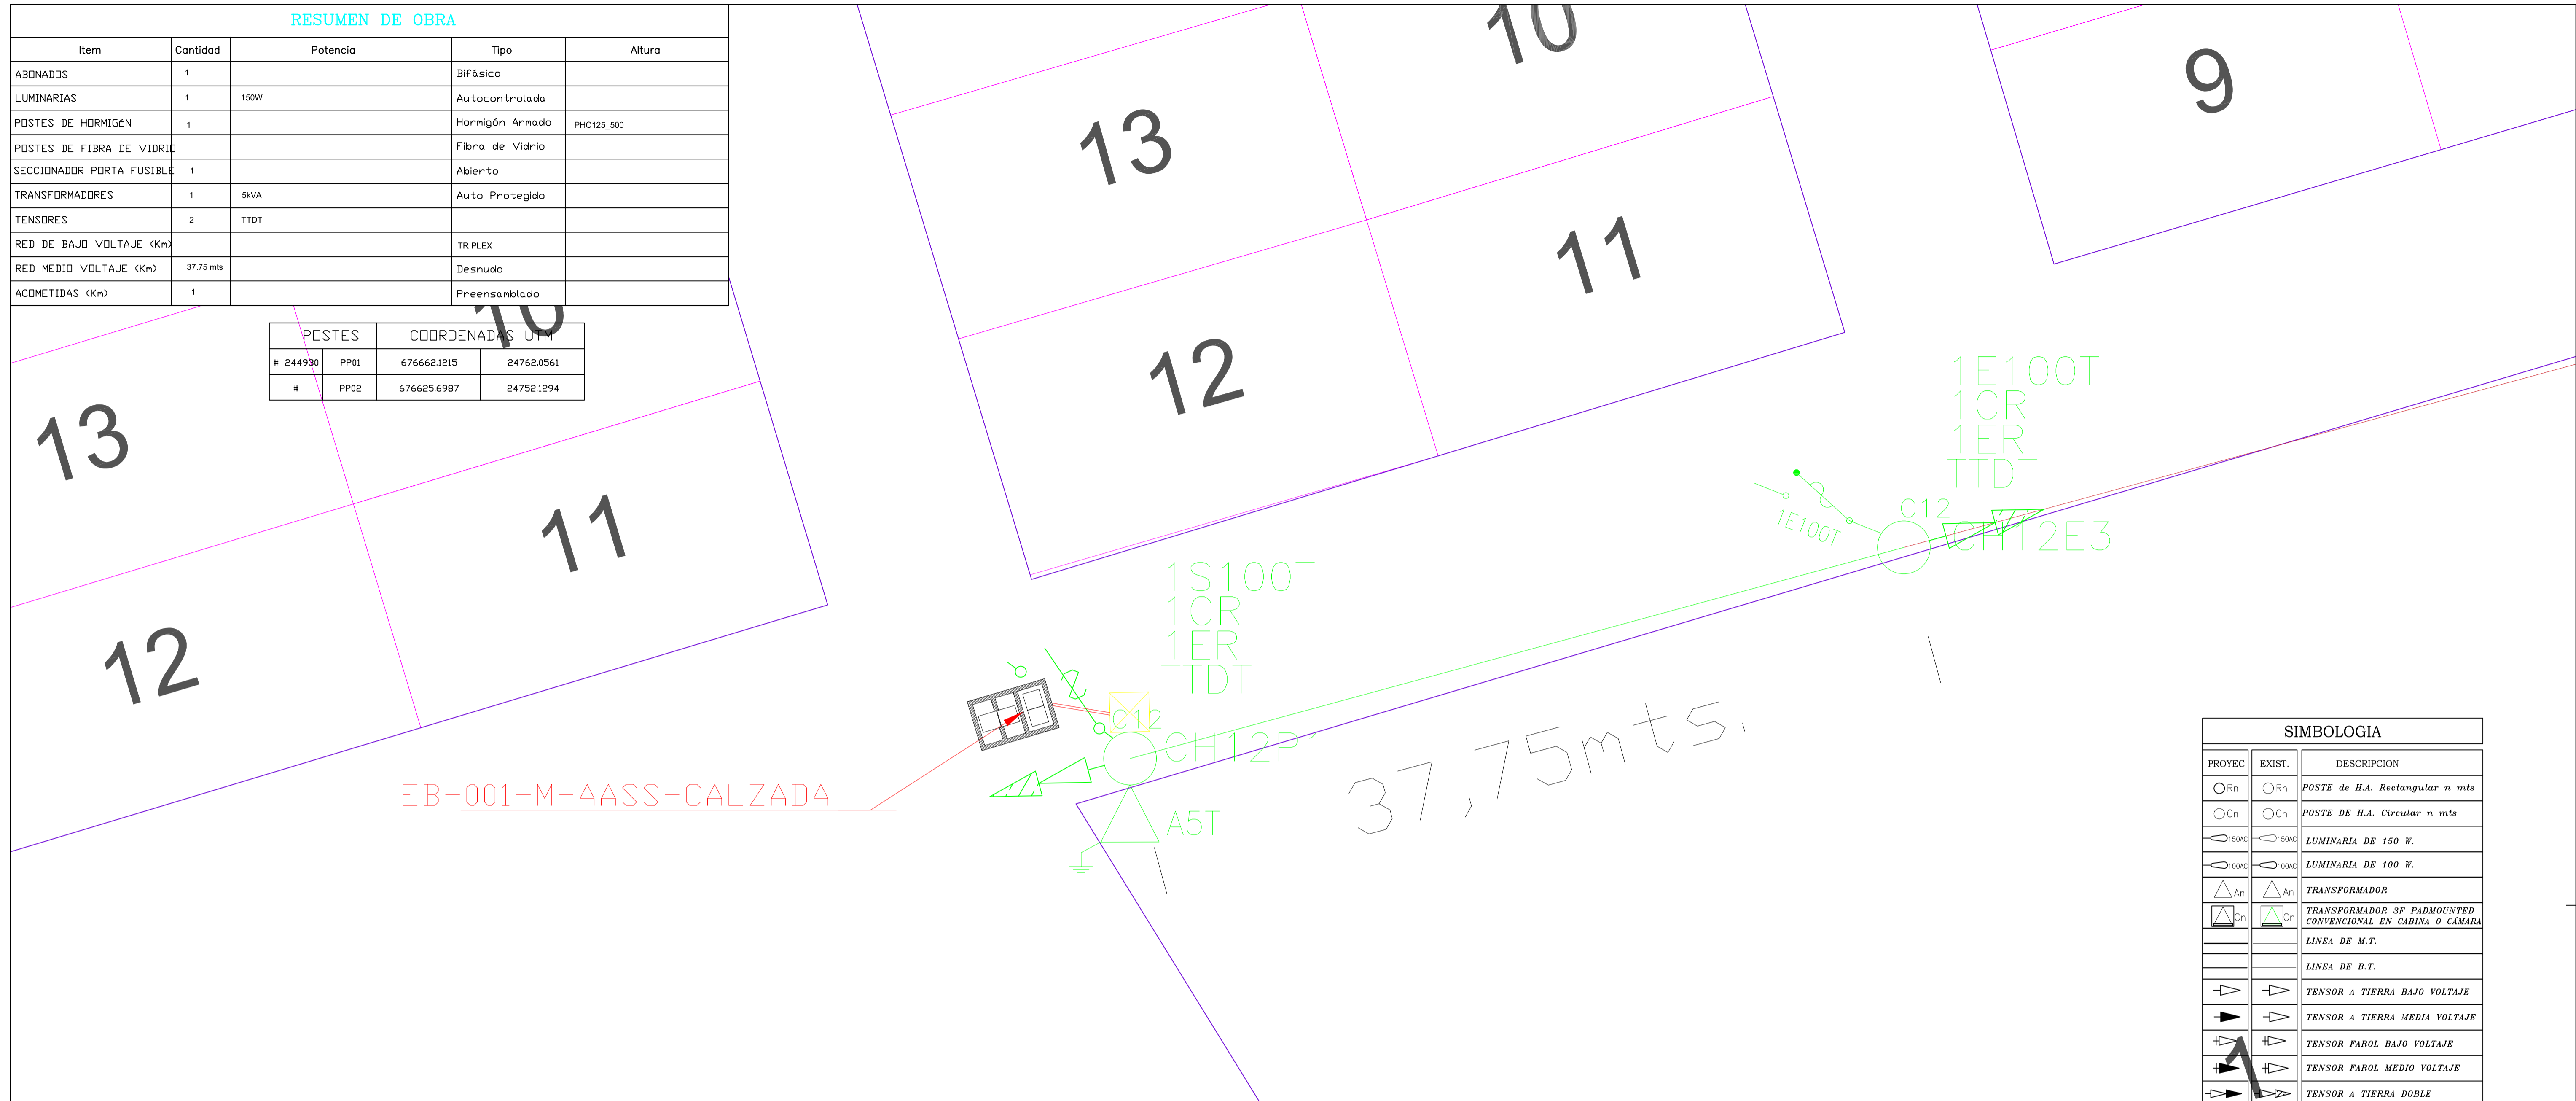 RESUMEN DE OBRA
Item Cantidad Potencia Tipo Altura
ABONADOS 1 Bifásico
LUMINARIAS 1 150W Autocontrolada
POSTES DE HORMIGóN 1 Hormigón Armado PHC125_500
POSTES DE FIBRA DE VIDRIO Fibra de Vidrio
SECCIONADOR PORTA FUSIBLE 1 Abierto
TRANSFORMADORES 1 5kVA Auto Protegido
TENSORES 2 TTDT
RED DE BAJO VOLTAJE (Km) TRIPLEX
RED MEDIO VOLTAJE (Km) 37.75 mts Desnudo
ACOMETIDAS (Km) 1 Preensamblado
POSTES COORDENADAS UTM
# 244930 PP01 676662.1215 24762.0561
# PP02 676625.6987 24752.1294
10
13
11
12
10
13
11
12
9
1E100T
1CR
1ER
TTDT
C12
CH12E3
1E100T
1S100T
1CR
1ER
TTDT
C12
CH12P1
A5T
EB-001-M-AASS-CALZADA
37,75mts.
1
SIMBOLOGIA
PROYEC EXIST. DESCRIPCION
Rn Rn POSTE de H.A. Rectangular n mts
Cn Cn POSTE DE H.A. Circular n mts
150AC 150AC LUMINARIA DE 150 W.
100AC 100AC LUMINARIA DE 100 W.
An An TRANSFORMADOR
Cn Cn TRANSFORMADOR 3F PADMOUNTED
CONVENCIONAL EN CABINA O CÁMARA
LINEA DE M.T.
LINEA DE B.T.
TENSOR A TIERRA BAJO VOLTAJE
TENSOR A TIERRA MEDIA VOLTAJE
TENSOR FAROL BAJO VOLTAJE
TENSOR FAROL MEDIO VOLTAJE
TENSOR A TIERRA DOBLE